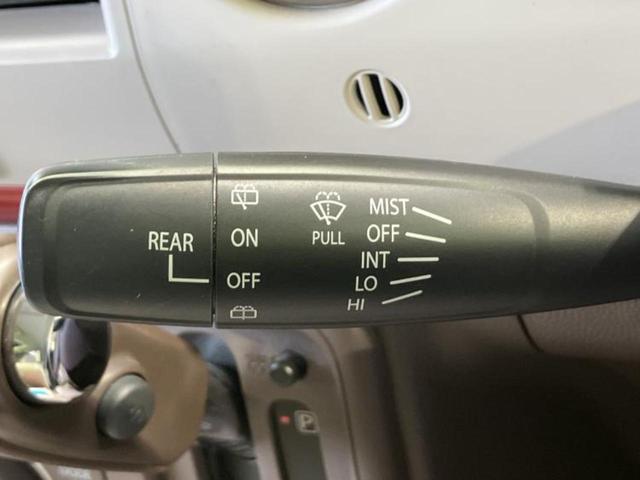 REAR
ON
OFF
PULL
MIST
OFF
INT
LO
HI
P